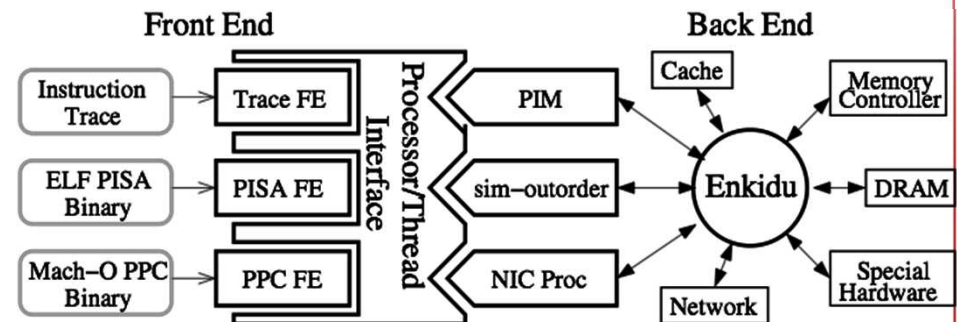 Front End
Back End
Instruction
Trace
ELF PISA
Binary
Mach-O PPC
Binary
Trace FE
PISA FE
PPC FE
Processor/Thread
Interface
PIM
sim-outorder
NIC Proc
Cache
Memory
Controller
Enkidu
DRAM
Special
Hardware
Network